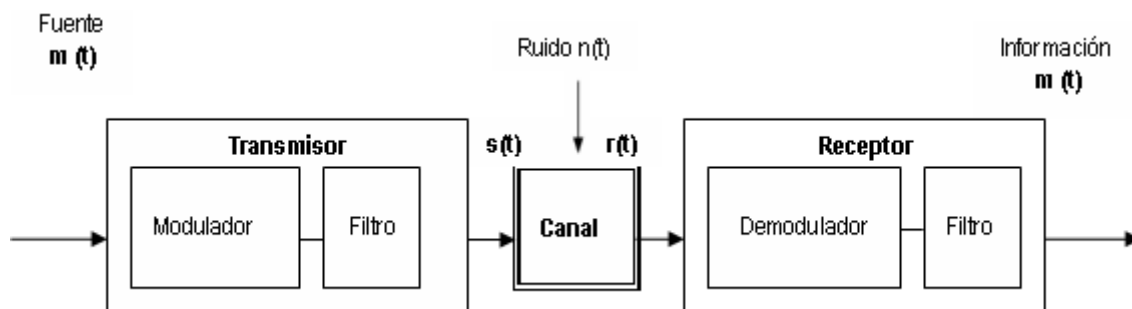 Fuente
m (t)
Ruido n(t)
Información
m (t)
Transmisor
s(t)
r(t)
Receptor
Modulador
Filtro
Canal
Demodulador
Filtro